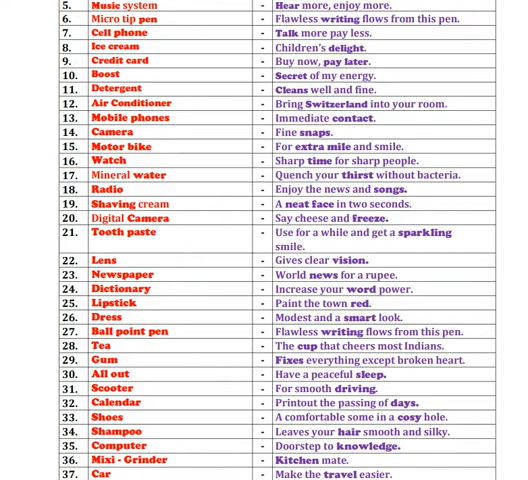 5. Music system - Hear more, enjoy more.
6. Micro tip pen - Flawless writing flows from this pen.
7. Cell phone - Talk more pay less.
8. Ice cream - Children's delight.
9. Credit card - Buy now, pay later.
10. Boost - Secret of my energy.
11. Detergent - Cleans well and fine.
12. Air Conditioner - Bring Switzerland into your room.
13. Mobile phones - Immediate contact.
14. Camera - Fine snaps.
15. Motor bike - For extra mile and smile.
16. Watch - Sharp time for sharp people.
17. Mineral water - Quench your thirst without bacteria.
18. Radio - Enjoy the news and songs.
19. Shaving cream - A neat face in two seconds.
20. Digital Camera - Say cheese and freeze.
21. Tooth paste - Use for a while and get a sparkling
smile.
22. Lens - Gives clear vision.
23. Newspaper - World news for a rupee.
24. Dictionary - Increase your word power.
25. Lipstick - Paint the town red.
26. Dress - Modest and a smart look.
27. Ball point pen - Flawless writing flows from this pen.
28. Tea - The cup that cheers most Indians.
29. Gum - Fixes everything except broken heart.
30. All out - Have a peaceful sleep.
31. Scooter - For smooth driving.
32. Calendar - Printout the passing of days.
33. Shoes - A comfortable some in a cosy hole.
34. Shampoo - Leaves your hair smooth and silky.
35. Computer - Doorstep to knowledge.
36. Mixi - Grinder - Kitchen mate.
37. Car - Make the travel easier.